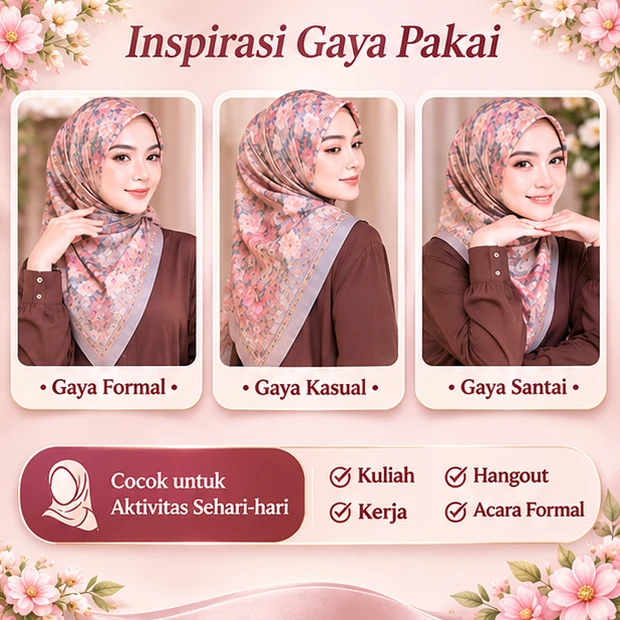 Inspirasi Gaya Pakai
• Gaya Formal •
• Gaya Kasual •
• Gaya Santai •
Cocok untuk
Aktivitas Sehari-hari
Kuliah
Hangout
Kerja
Acara Formal